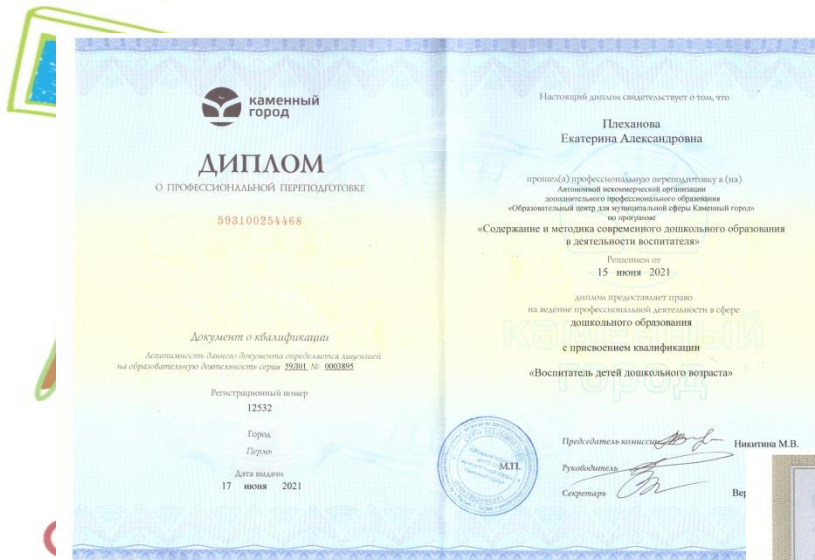 каменный
город
ДИПЛОМ
О ПРОФЕССИОНАЛЬНОЙ ПЕРЕПОДГОТОВКЕ
593100254468
Документ о квалификации
Легитимность данного документа определяется лицензией
на образовательную деятельность серия 59Л01 № 0003895
Регистрационный номер
12532
Город
Пермь
Дата выдачи
17 июня 2021
Настоящий диплом свидетельствует о том, что
Плеханова
Екатерина Александровна
прошел(а) профессиональную переподготовку в (на)
Автономной некоммерческой организации
дополнительного профессионального образования
«Образовательный центр для муниципальной сферы Каменный город»
по программе
«Содержание и методика современного дошкольного образования
в деятельности воспитателя»
Решением от
15 июня 2021
диплом предоставляет право
на ведение профессиональной деятельности в сфере
дошкольного образования
с присвоением квалификации
«Воспитатель детей дошкольного возраста»
каменный
город
М.П.
Председатель комиссии Никитина М.В.
Руководитель
Секретарь Вер